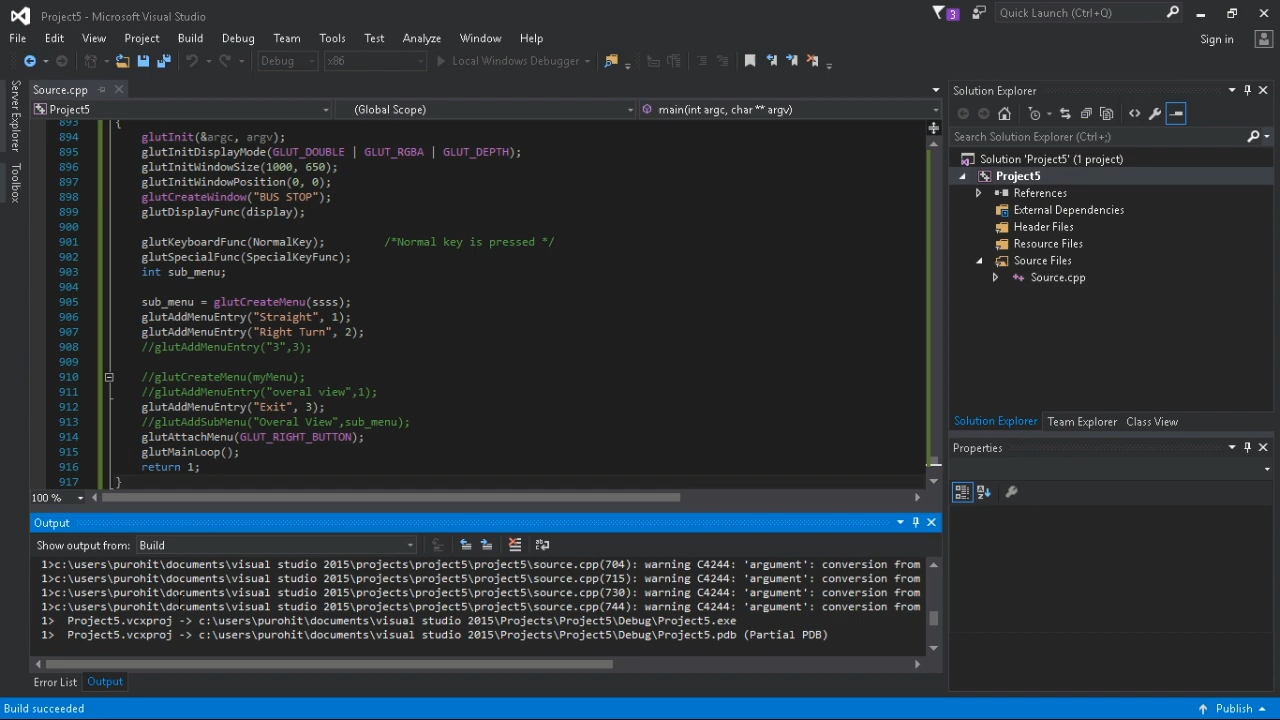 Project5 - Microsoft Visual Studio
3
Quick Launch (Ctrl+Q)
File Edit View Project Build Debug Team Tools Test Analyze Window Help
Sign in
Debug x86 Local Windows Debugger
Server Explorer
Toolbox
Source.cpp
Project5 (Global Scope) main(int argc, char ** argv)
893 {
894 glutInit(&argc, argv);
895 glutInitDisplayMode(GLUT_DOUBLE | GLUT_RGBA | GLUT_DEPTH);
896 glutInitWindowSize(1000, 650);
897 glutInitWindowPosition(0, 0);
898 glutCreateWindow("BUS STOP");
899 glutDisplayFunc(display);
900
901 glutKeyboardFunc(NormalKey); /*Normal key is pressed */
902 glutSpecialFunc(SpecialKeyFunc);
903 int sub_menu;
904
905 sub_menu = glutCreateMenu(ssss);
906 glutAddMenuEntry("Straight", 1);
907 glutAddMenuEntry("Right Turn", 2);
908 //glutAddMenuEntry("3",3);
909
910 //glutCreateMenu(myMenu);
911 //glutAddMenuEntry("overal view",1);
912 glutAddMenuEntry("Exit", 3);
913 //glutAddSubMenu("Overal View",sub_menu);
914 glutAttachMenu(GLUT_RIGHT_BUTTON);
915 glutMainLoop();
916 return 1;
917 }
100 %
Output
Show output from: Build
1>c:\users\purohit\documents\visual studio 2015\projects\project5\project5\source.cpp(704): warning C4244: 'argument': conversion from
1>c:\users\purohit\documents\visual studio 2015\projects\project5\project5\source.cpp(715): warning C4244: 'argument': conversion from
1>c:\users\purohit\documents\visual studio 2015\projects\project5\project5\source.cpp(730): warning C4244: 'argument': conversion from
1>c:\users\purohit\documents\visual studio 2015\projects\project5\project5\source.cpp(744): warning C4244: 'argument': conversion from
1> Project5.vcxproj -> c:\users\purohit\documents\visual studio 2015\Projects\Project5\Debug\Project5.exe
1> Project5.vcxproj -> c:\users\purohit\documents\visual studio 2015\Projects\Project5\Debug\Project5.pdb (Partial PDB)
Error List Output
Solution Explorer
Search Solution Explorer (Ctrl+;)
Solution 'Project5' (1 project)
Project5
References
External Dependencies
Header Files
Resource Files
Source Files
Source.cpp
Solution Explorer Team Explorer Class View
Properties
Build succeeded
Publish